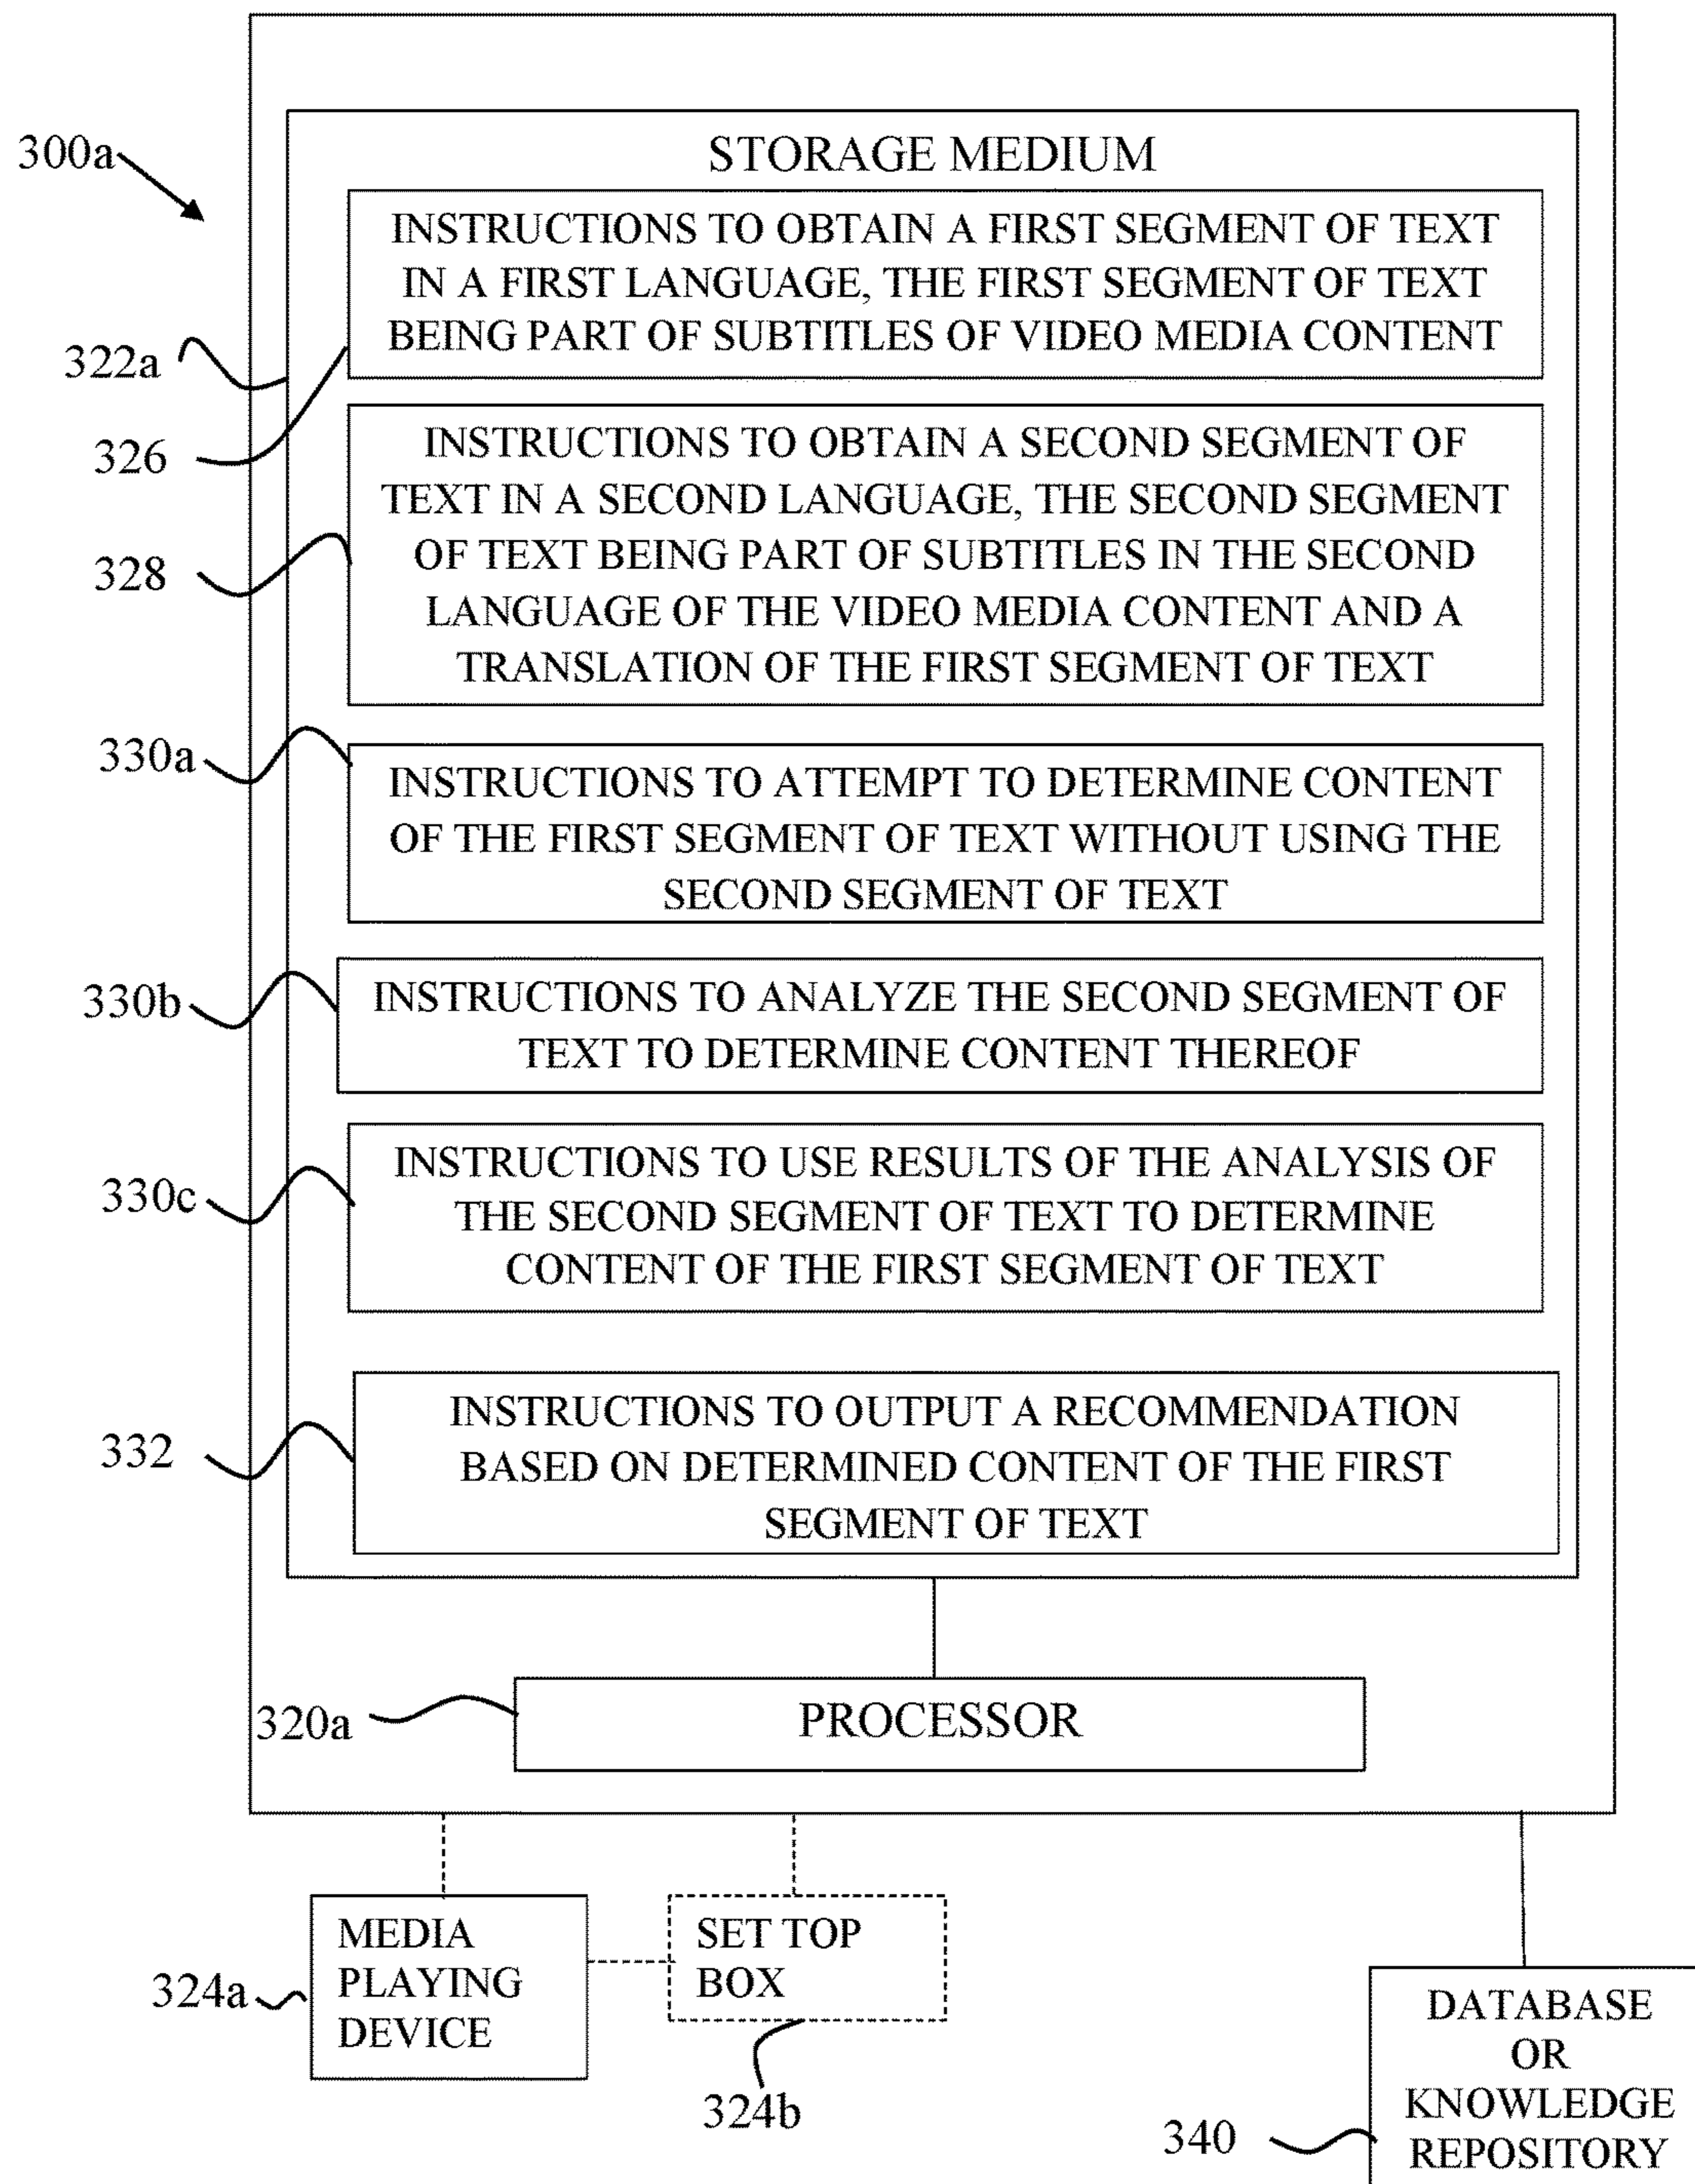 300a
STORAGE MEDIUM
INSTRUCTIONS TO OBTAIN A FIRST SEGMENT OF TEXT
IN A FIRST LANGUAGE, THE FIRST SEGMENT OF TEXT
BEING PART OF SUBTITLES OF VIDEO MEDIA CONTENT
322a
326
INSTRUCTIONS TO OBTAIN A SECOND SEGMENT OF
TEXT IN A SECOND LANGUAGE, THE SECOND SEGMENT
OF TEXT BEING PART OF SUBTITLES IN THE SECOND
LANGUAGE OF THE VIDEO MEDIA CONTENT AND A
TRANSLATION OF THE FIRST SEGMENT OF TEXT
328
330a
INSTRUCTIONS TO ATTEMPT TO DETERMINE CONTENT
OF THE FIRST SEGMENT OF TEXT WITHOUT USING THE
SECOND SEGMENT OF TEXT
330b
INSTRUCTIONS TO ANALYZE THE SECOND SEGMENT OF
TEXT TO DETERMINE CONTENT THEREOF
330c
INSTRUCTIONS TO USE RESULTS OF THE ANALYSIS OF
THE SECOND SEGMENT OF TEXT TO DETERMINE
CONTENT OF THE FIRST SEGMENT OF TEXT
332
INSTRUCTIONS TO OUTPUT A RECOMMENDATION
BASED ON DETERMINED CONTENT OF THE FIRST
SEGMENT OF TEXT
320a
PROCESSOR
324a
MEDIA
PLAYING
DEVICE
SET TOP
BOX
324b
340
DATABASE
OR
KNOWLEDGE
REPOSITORY